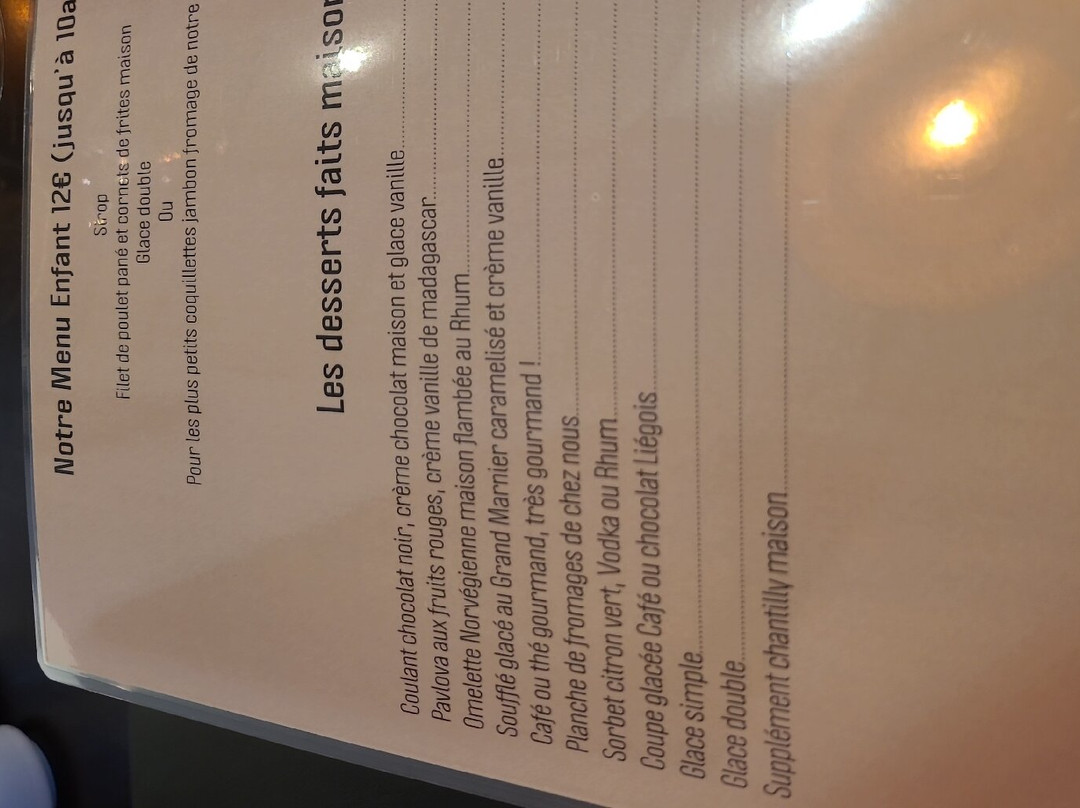 Notre Menu Enfant 12€ (jusqu'à 10a
Sirop
Filet de poulet pané et cornets de frites maison
Glace double
Ou
Pour les plus petits coquillettes jambon fromage de notre
Les desserts faits maison
Coulant chocolat noir, crème chocolat maison et glace vanille
Pavlova aux fruits rouges, crème vanille de madagascar
Omelette Norvégienne maison flambée au Rhum
Soufflé glacé au Grand Marnier caramelisé et crème vanille
Café ou thé gourmand, très gourmand !
Planche de fromages de chez nous
Sorbet citron vert, Vodka ou Rhum
Coupe glacée Café ou chocolat Liégois
Glace simple
Glace double
Supplément chantilly maison